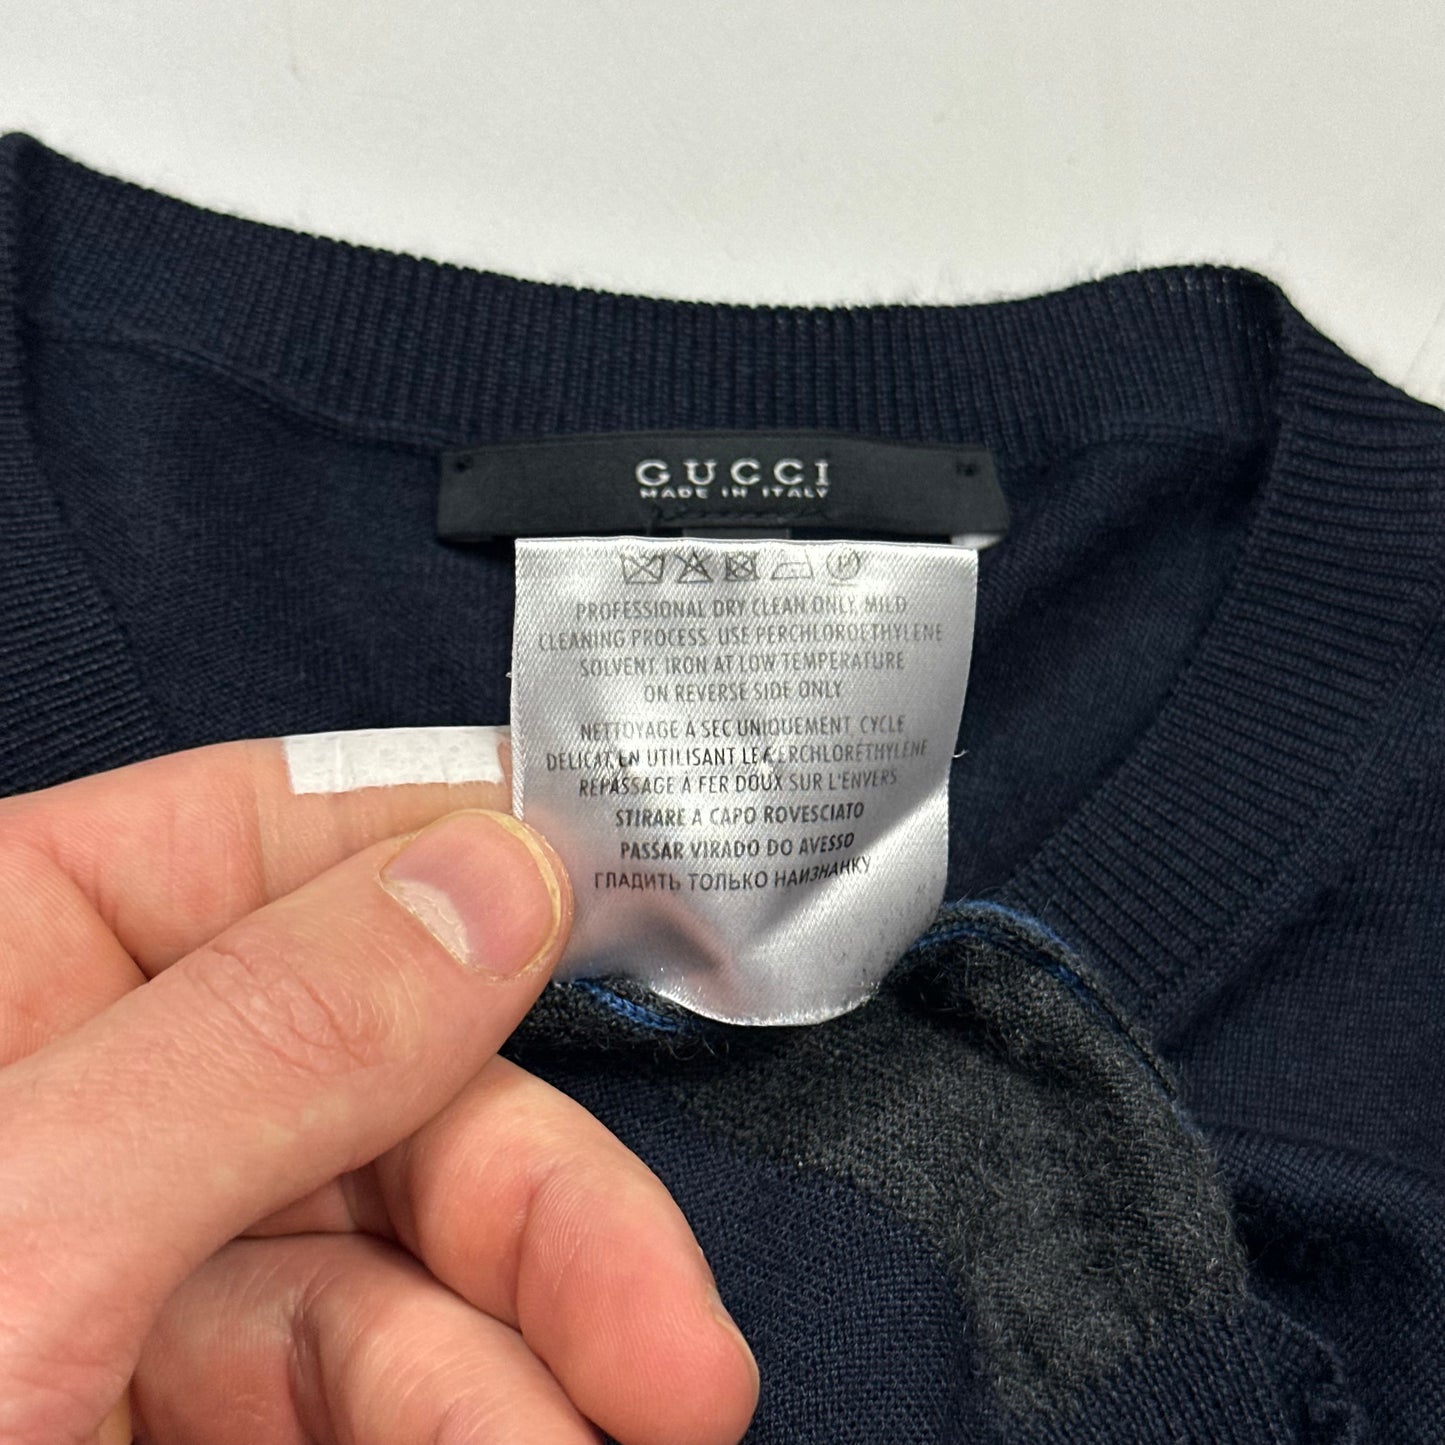 GUCCI
MADE IN ITALY
PROFESSIONAL DRY CLEAN ONLY, MILD
CLEANING PROCESS. USE PERCHLOROETHYLENE
SOLVENT. IRON AT LOW TEMPERATURE
ON REVERSE SIDE ONLY
NETTOYAGE À SEC UNIQUEMENT. CYCLE
DÉLICAT, EN UTILISANT LE PERCHLORÉTHYLÈNE
REPASSAGE À FER DOUX SUR L'ENVERS
STIRARE A CAPO ROVESCIATO
PASSAR VIRADO DO AVESSO
ГЛАДИТЬ ТОЛЬКО НАИЗНАНКУ